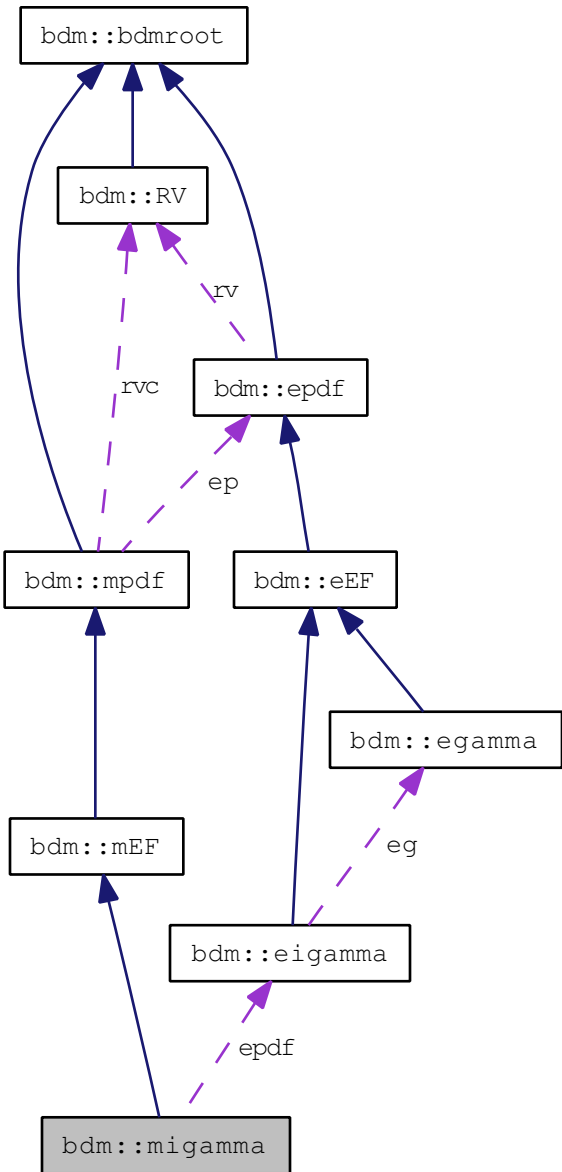 bdm::bdmroot
bdm::RV
rv
bdm::epdf
rvc
ep
bdm::mpdf
bdm::eEF
bdm::egamma
bdm::mEF
eg
bdm::eigamma
epdf
bdm::migamma